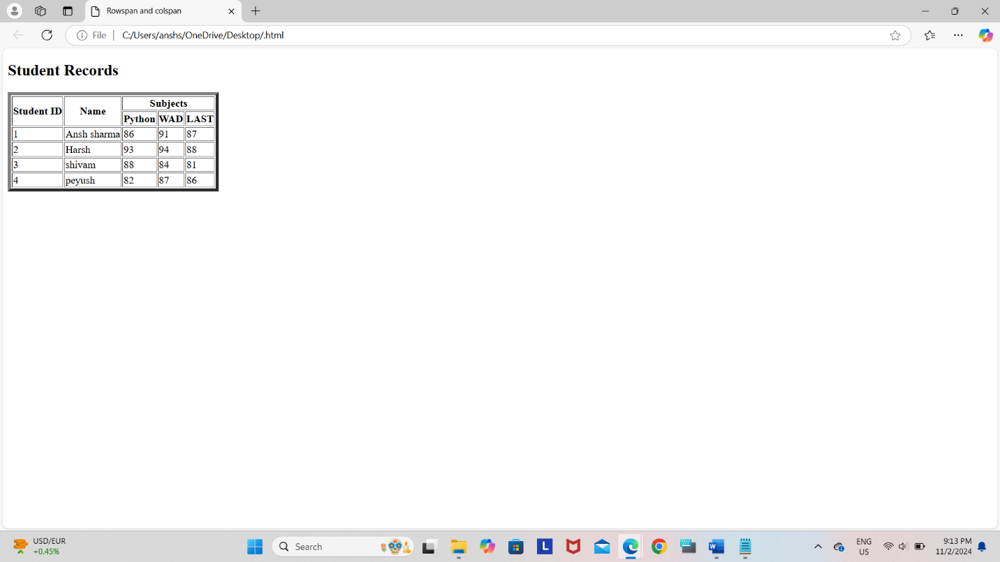 Rowspan and colspan
File C:/Users/anshs/OneDrive/Desktop/.html
Student Records
Student ID Name Subjects
Python WAD LAST
1 Ansh sharma 86 91 87
2 Harsh 93 94 88
3 shivam 88 84 81
4 peyush 82 87 86
USD/EUR
+0.45%
Search
L
W
ENG
US
9:13 PM
11/2/2024